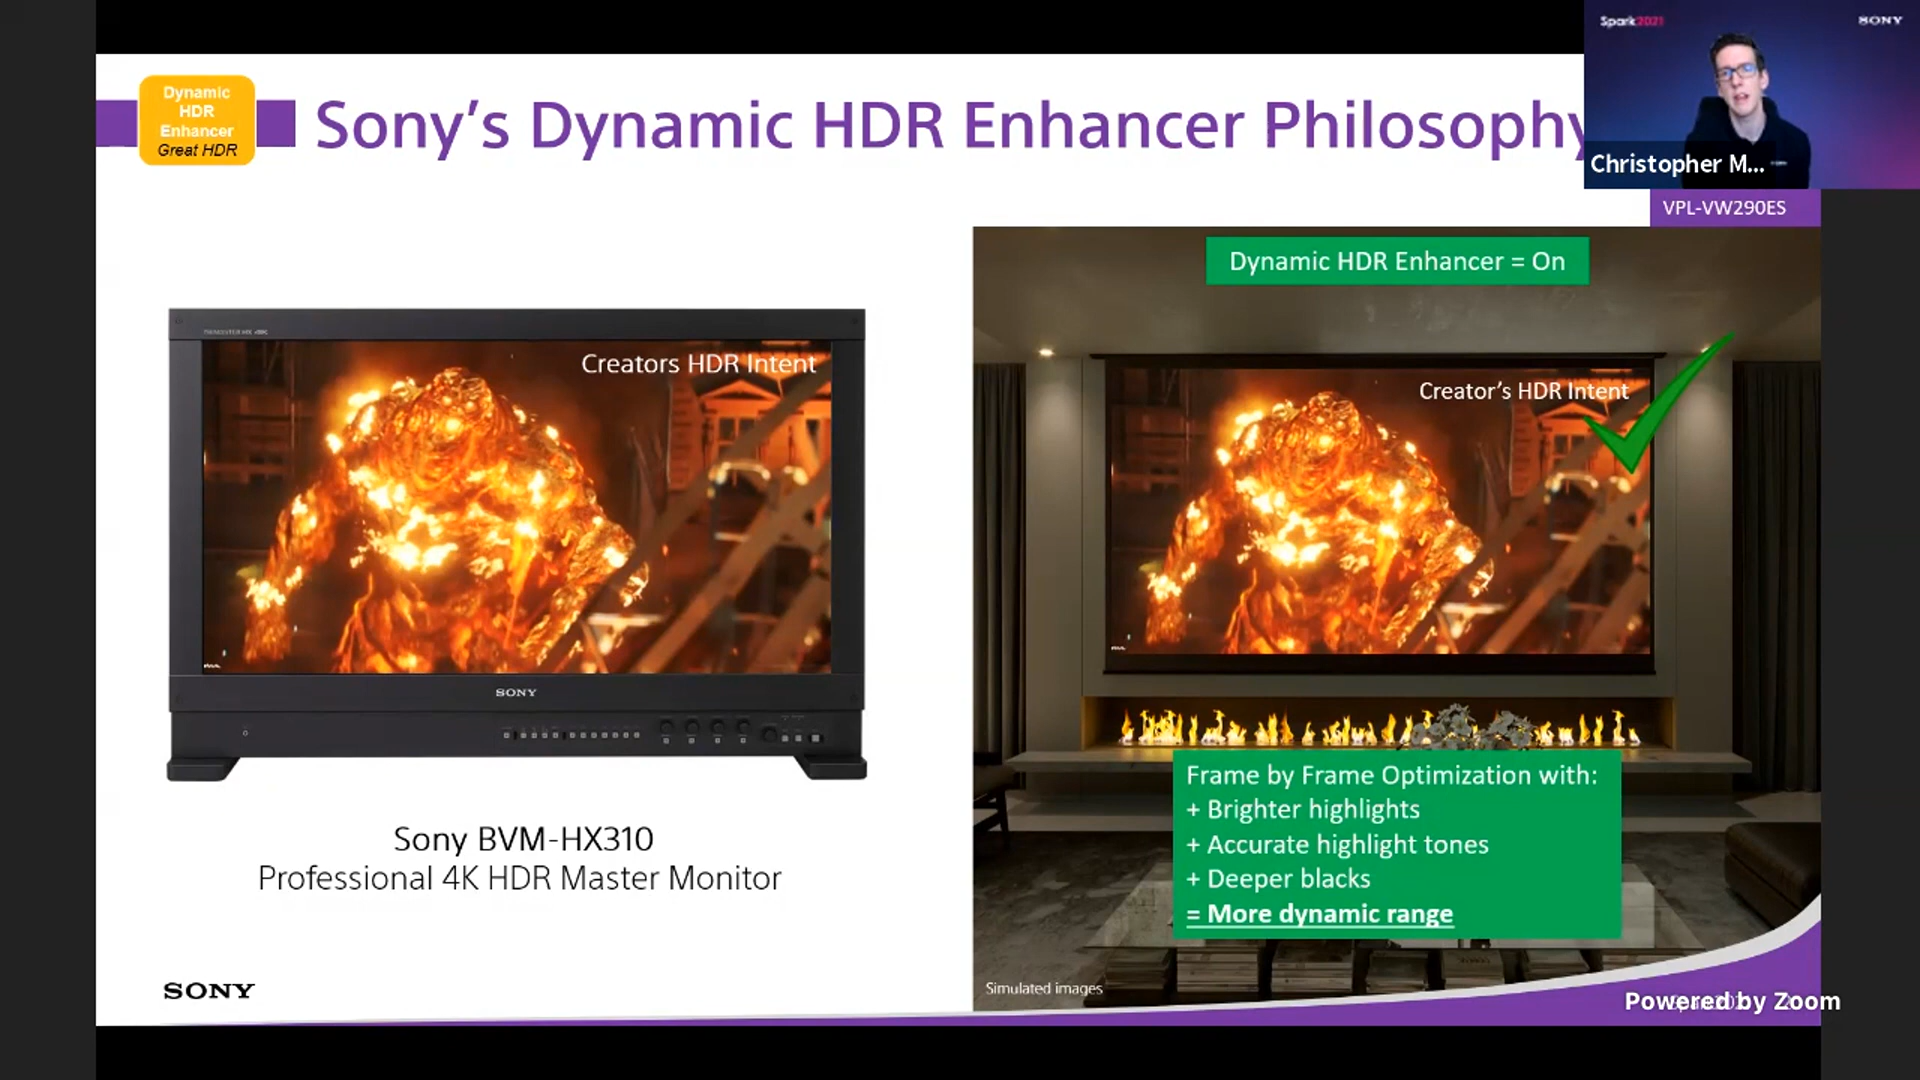 Spark2021
SONY
Dynamic
HDR
Enhancer
Great HDR
Sony’s Dynamic HDR Enhancer Philosophy
Christopher M...
VPL-VW290ES
Dynamic HDR Enhancer = On
Creators HDR Intent
Creator’s HDR Intent
SONY
Frame by Frame Optimization with:
+ Brighter highlights
+ Accurate highlight tones
+ Deeper blacks
= More dynamic range
Sony BVM-HX310
Professional 4K HDR Master Monitor
SONY
Simulated images
Powered by Zoom